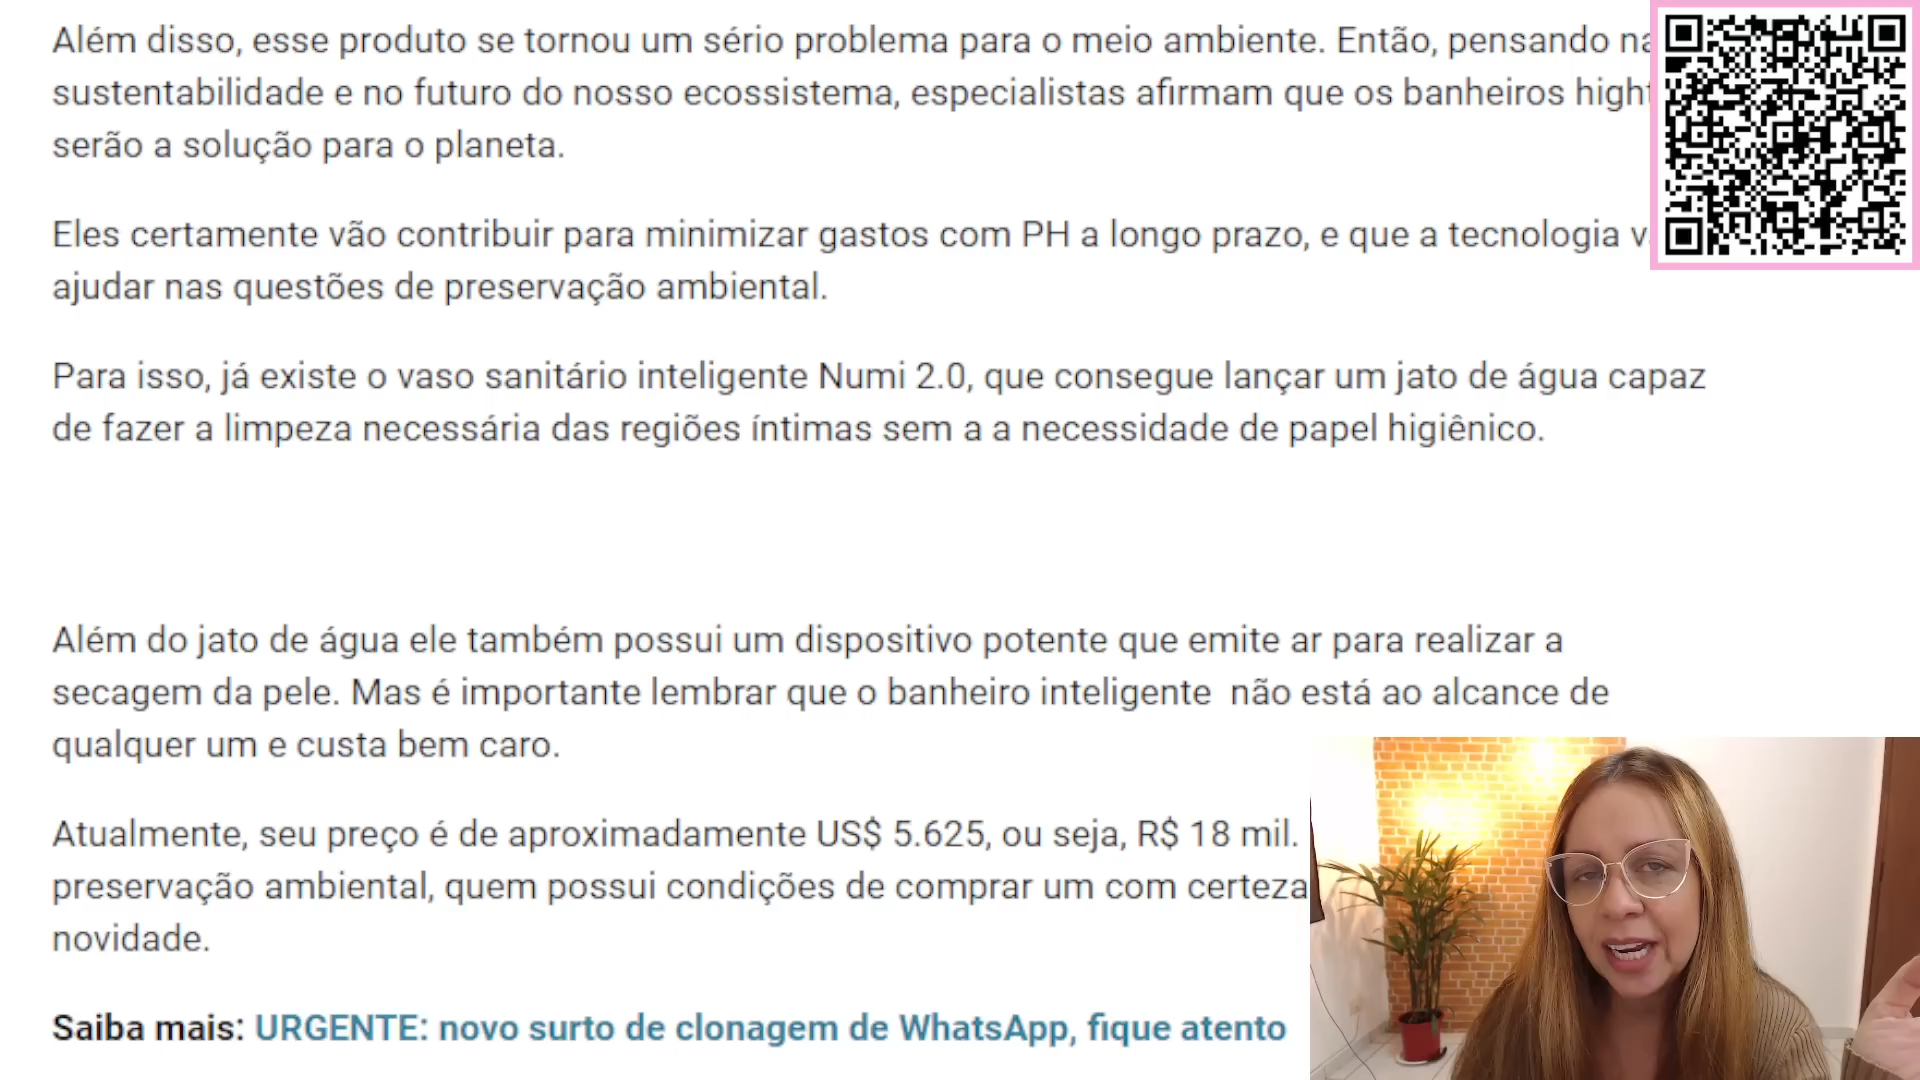 Além disso, esse produto se tornou um sério problema para o meio ambiente. Então, pensando na
sustentabilidade e no futuro do nosso ecossistema, especialistas afirmam que os banheiros hight
serão a solução para o planeta.
Eles certamente vão contribuir para minimizar gastos com PH a longo prazo, e que a tecnologia
ajudar nas questões de preservação ambiental.
Para isso, já existe o vaso sanitário inteligente Numi 2.0, que consegue lançar um jato de água capaz
de fazer a limpeza necessária das regiões íntimas sem a a necessidade de papel higiênico.
Além do jato de água ele também possui um dispositivo potente que emite ar para realizar a
secagem da pele. Mas é importante lembrar que o banheiro inteligente  não está ao alcance de
qualquer um e custa bem caro.
Atualmente, seu preço é de aproximadamente US$ 5.625, ou seja, R$ 18 mil.
preservação ambiental, quem possui condições de comprar um com certeza
novidade.
Saiba mais: URGENTE: novo surto de clonagem de WhatsApp, fique atento